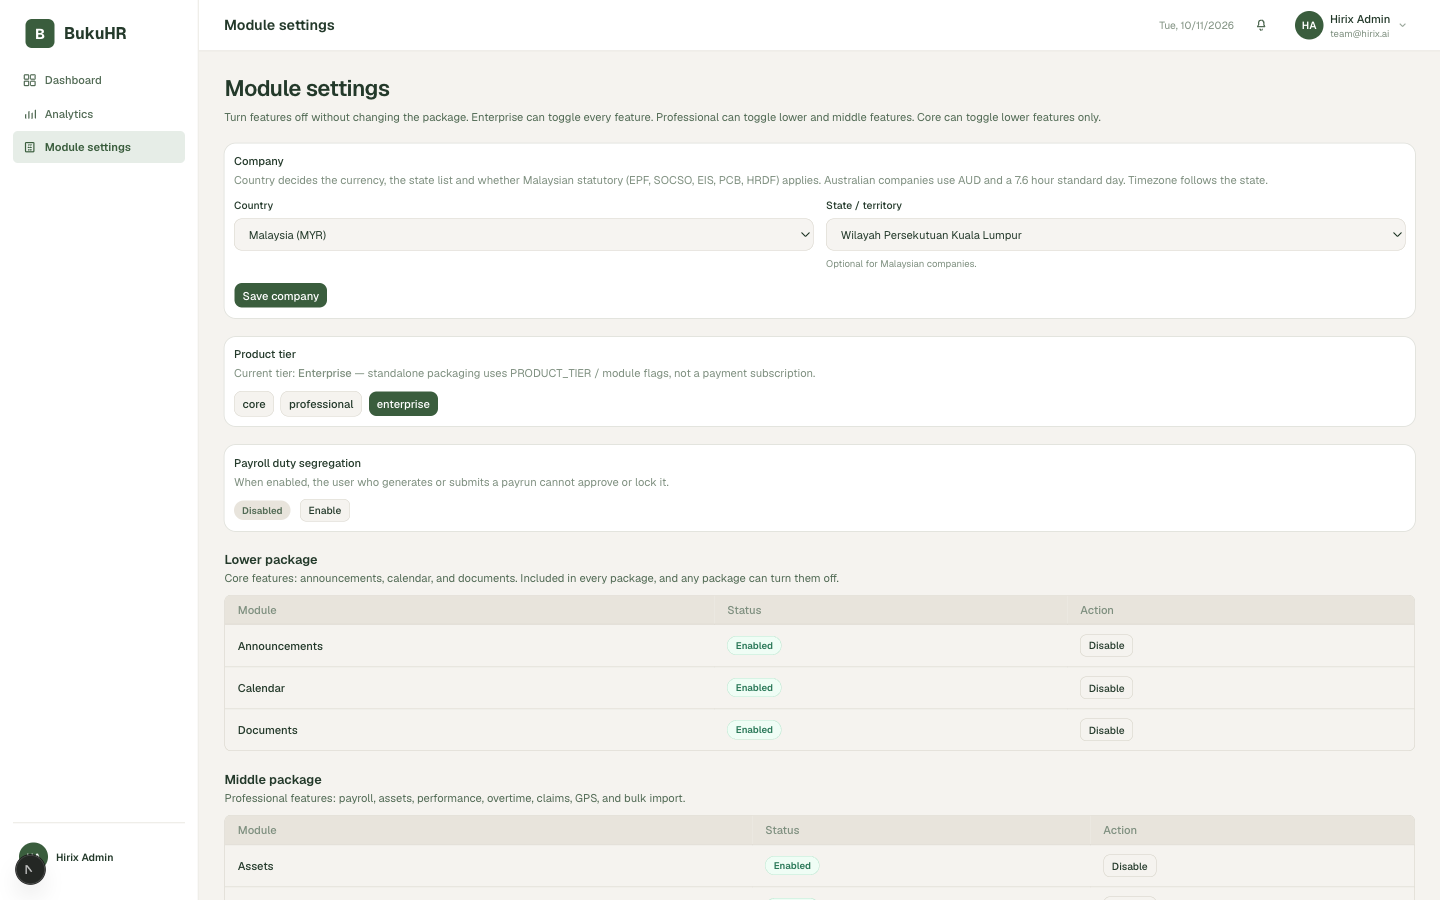 B BukuHR
Dashboard
Analytics
Module settings
Hirix Admin
Module settings
Tue, 10/11/2026
HA
Hirix Admin
team@hirix.ai
Module settings
Turn features off without changing the package. Enterprise can toggle every feature. Professional can toggle lower and middle features. Core can toggle lower features only.
Company
Country decides the currency, the state list and whether Malaysian statutory (EPF, SOCSO, EIS, PCB, HRDF) applies. Australian companies use AUD and a 7.6 hour standard day. Timezone follows the state.
Country State / territory
Malaysia (MYR) Wilayah Persekutuan Kuala Lumpur
Optional for Malaysian companies.
Save company
Product tier
Current tier: Enterprise — standalone packaging uses PRODUCT_TIER / module flags, not a payment subscription.
core professional enterprise
Payroll duty segregation
When enabled, the user who generates or submits a payrun cannot approve or lock it.
Disabled Enable
Lower package
Core features: announcements, calendar, and documents. Included in every package, and any package can turn them off.
Module Status Action
Announcements Enabled Disable
Calendar Enabled Disable
Documents Enabled Disable
Middle package
Professional features: payroll, assets, performance, overtime, claims, GPS, and bulk import.
Module Status Action
Assets Enabled Disable